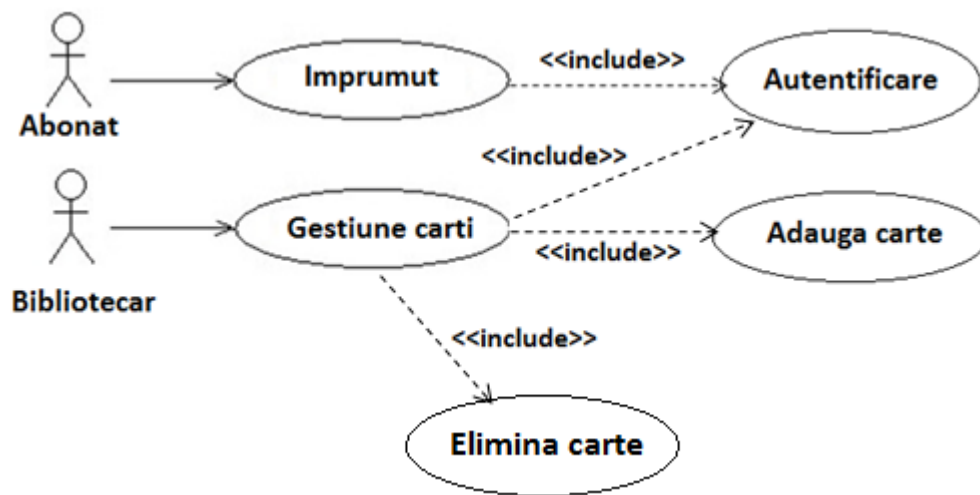 Imprumut
<<include>>
Autentificare
Abonat
<<include>>
Gestiune carti
<<include>>
Adauga carte
Bibliotecar
<<include>>
Elimina carte